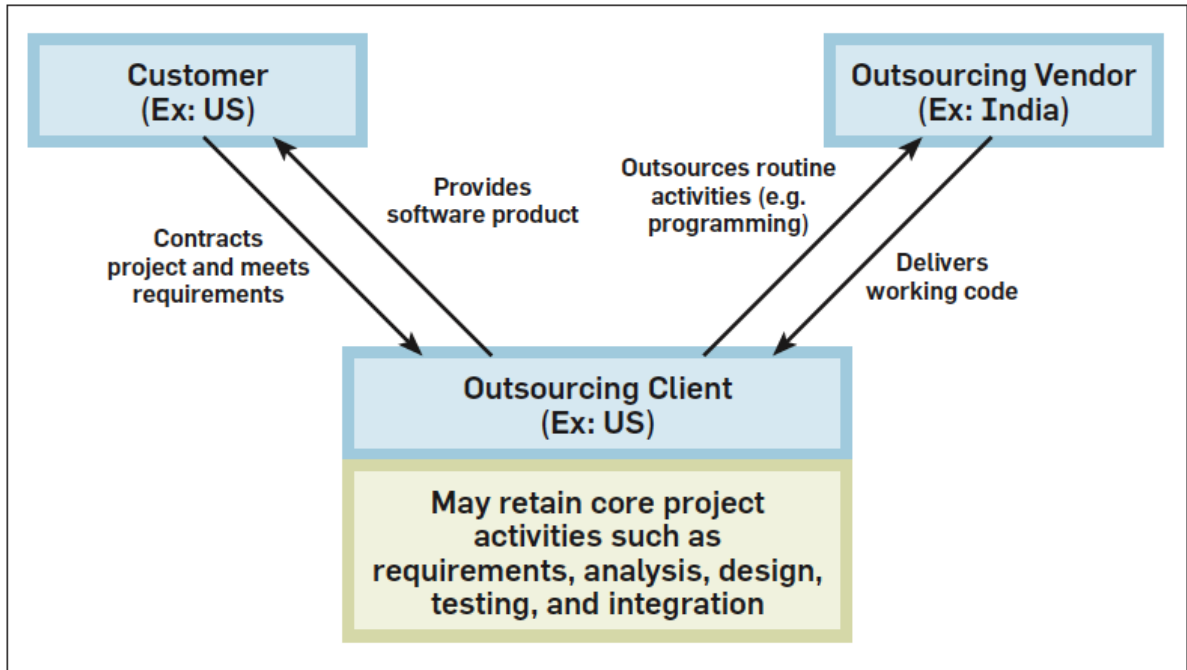 Customer
(Ex: US)
Outsourcing Vendor
(Ex: India)
Provides
software product
Outsources routine
activities (e.g.
programming)
Contracts
project and meets
requirements
Delivers
working code
Outsourcing Client
(Ex: US)
May retain core project
activities such as
requirements, analysis, design,
testing, and integration